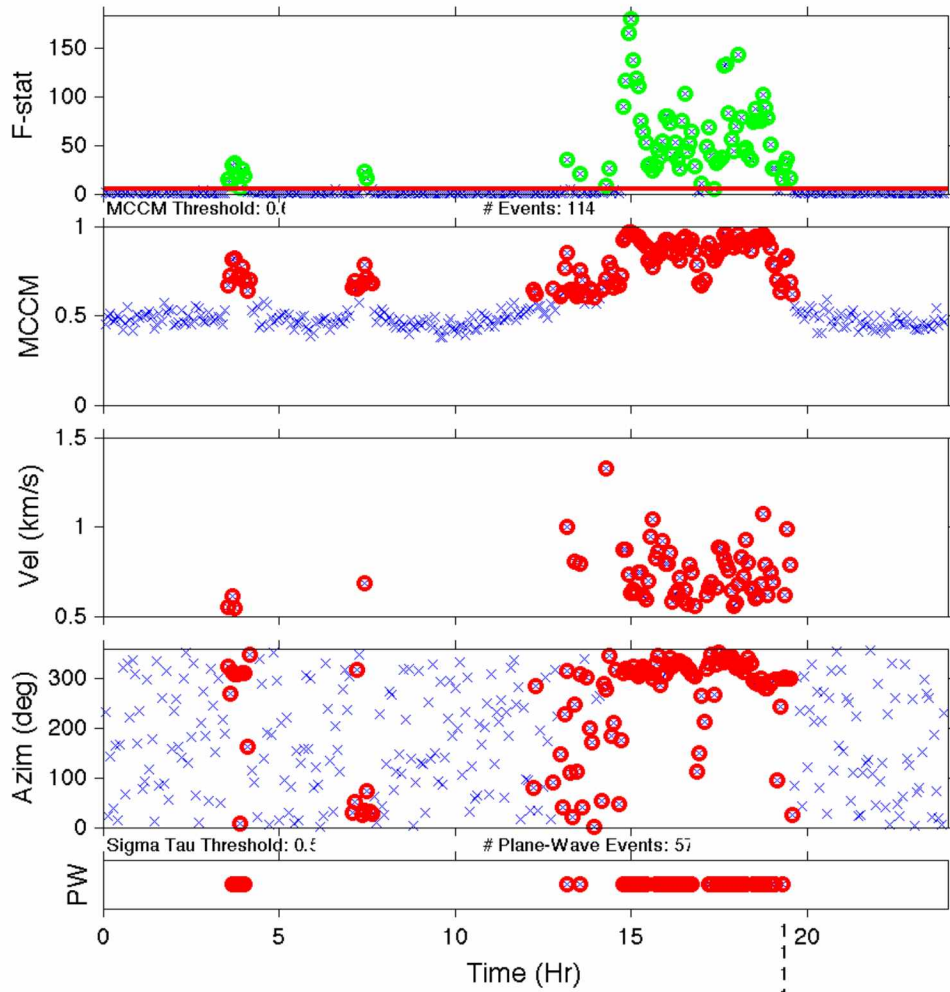 150
100
50
0
F-stat
MCCM Threshold: 0.6
# Events: 114
1
0.5
0
MCCM
1.5
1
0.5
Vel (km/s)
300
200
100
0
Azim (deg)
Sigma Tau Threshold: 0.5
# Plane-Wave Events: 57
PW
0 5 10 15 20
Time (Hr)